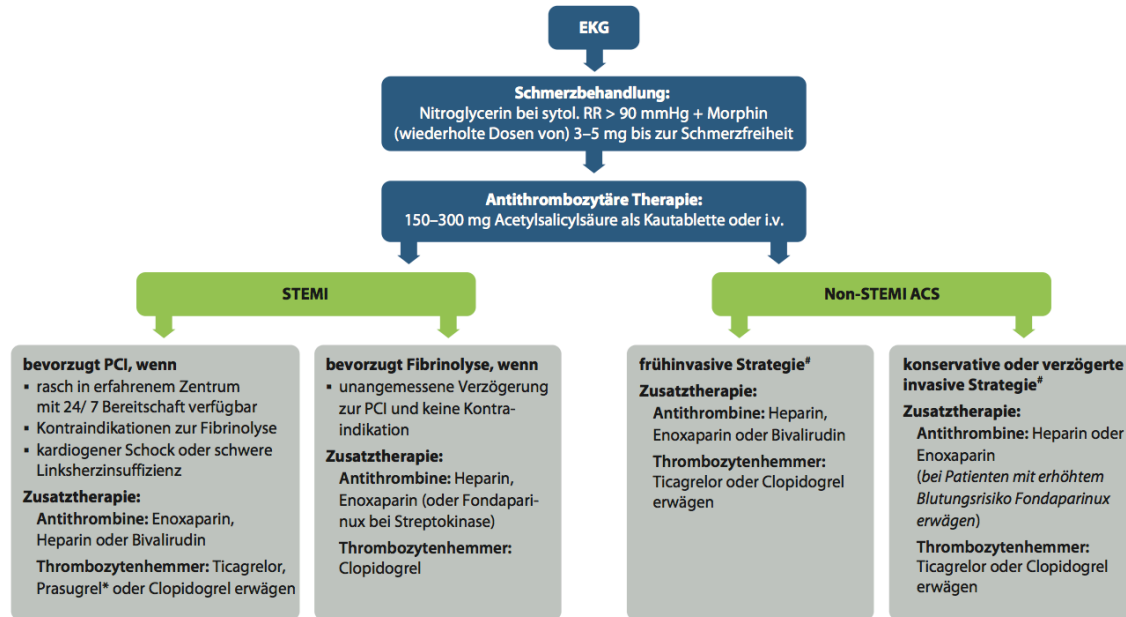 EKG
Schmerzbehandlung:
Nitroglycerin bei sytol. RR > 90 mmHg + Morphin
(wiederholte Dosen von) 3–5 mg bis zur Schmerzfreiheit
Antithrombozytäre Therapie:
150–300 mg Acetylsalicylsäure als Kautablette oder i.v.
STEMI
Non-STEMI ACS
bevorzugt PCI, wenn
▪ rasch in erfahrenem Zentrum
mit 24/ 7 Bereitschaft verfügbar
▪ Kontraindikationen zur Fibrinolyse
▪ kardiogener Schock oder schwere
Linksherzinsuffizienz
Zusatztherapie:
Antithrombine: Enoxaparin,
Heparin oder Bivalirudin
Thrombozytenhemmer: Ticagrelor,
Prasugrel* oder Clopidogrel erwägen
bevorzugt Fibrinolyse, wenn
▪ unangemessene Verzögerung
zur PCI und keine Kontra-
indikation
Zusatztherapie:
Antithrombine: Heparin,
Enoxaparin (oder Fondapari-
nux bei Streptokinase)
Thrombozytenhemmer:
Clopidogrel
frühinvasive Strategie#
Zusatztherapie:
Antithrombine: Heparin,
Enoxaparin oder Bivalirudin
Thrombozytenhemmer:
Ticagrelor oder Clopidogrel
erwägen
konservative oder verzögerte
invasive Strategie#
Zusatztherapie:
Antithrombine: Heparin oder
Enoxaparin
(bei Patienten mit erhöhtem
Blutungsrisiko Fondaparinux
erwägen)
Thrombozytenhemmer:
Ticagrelor oder Clopidogrel
erwägen